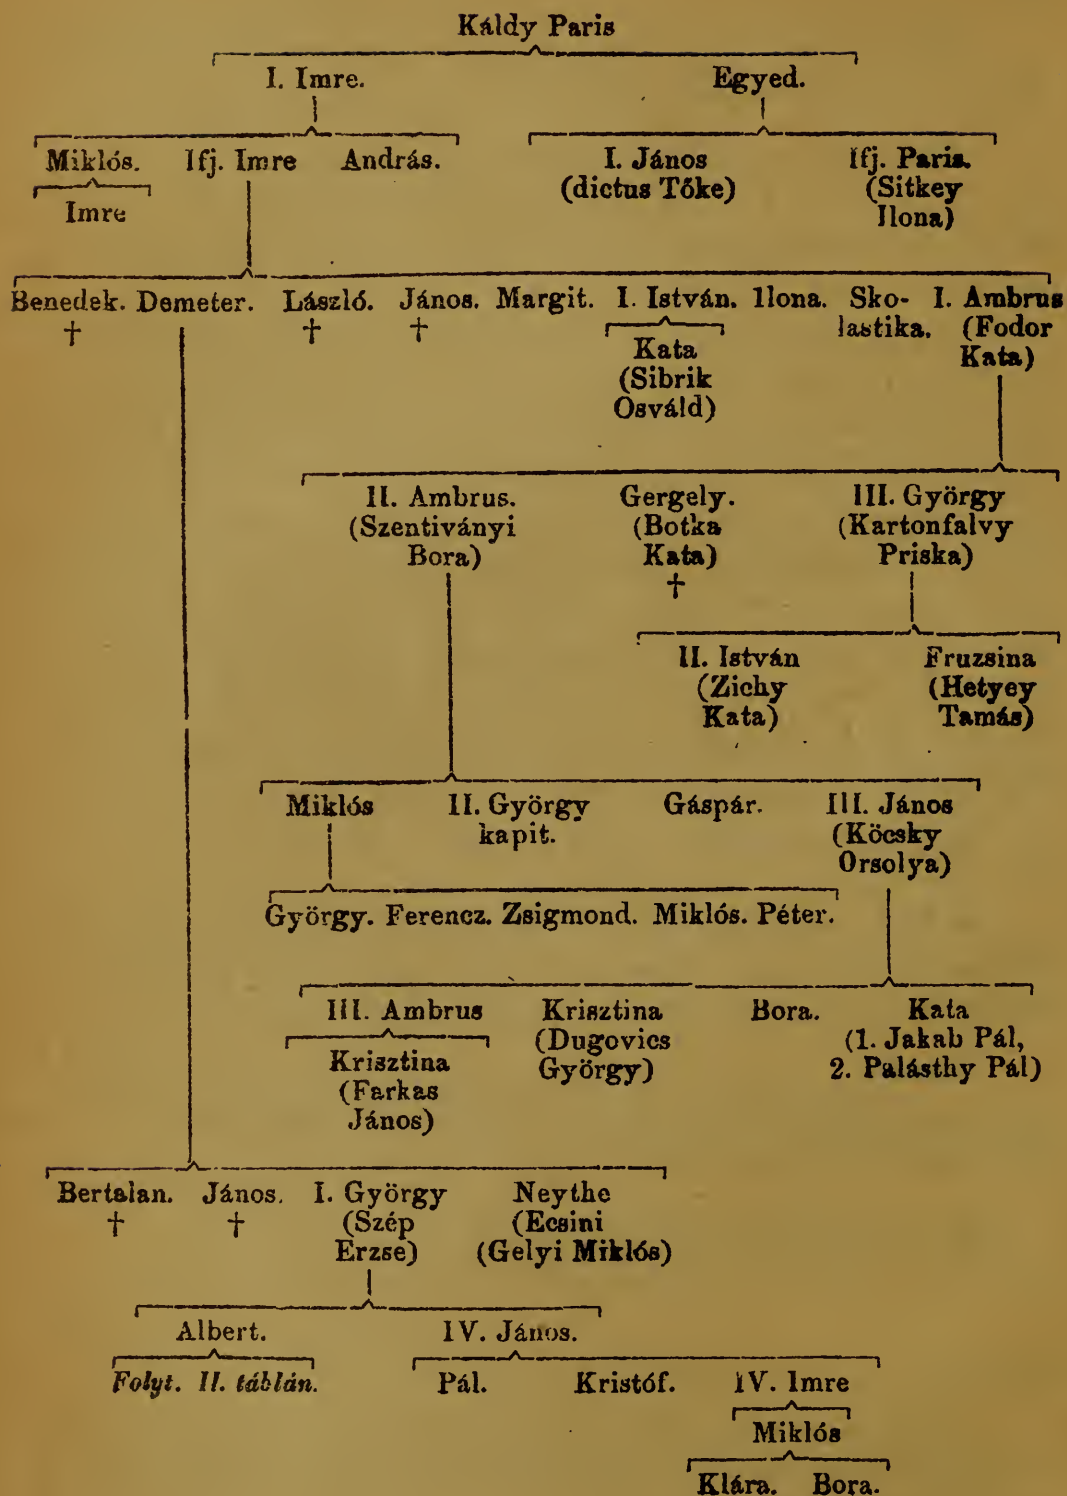 Káldy Paris
I. Imre. Egyed.
Miklós. Ifj. Imre András. I. János Ifj. Paris.
(dictus Tőke) (Sitkey
Imre Ilona)
Benedek. Demeter. László. János. Margit. I. István. Ilona. Sko- I. Ambrus
† † † lastika. (Fodor
Kata Kata)
(Sibrik
Osváld)
II. Ambrus. Gergely. III. György
(Szentiványi (Botka (Kartonfalvy
Bora) Kata) Priska)
†
II. István Fruzsina
(Zichy (Hetyey
Kata) Tamás)
Miklós II. György Gáspár. III. János
kapit. (Köcsky
Orsolya)
György. Ferencz. Zsigmond. Miklós. Péter.
III. Ambrus Krisztina Bora. Kata
(Dugovics (1. Jakab Pál,
Krisztina György) 2. Palásthy Pál)
(Farkas
János)
Bertalan. János. I. György Neythe
† † (Szép (Ecsini
Erzse) (Gelyi Miklós)
Albert. IV. János.
Folyt. II. táblán. Pál. Kristóf. IV. Imre
Miklós
Klára. Bora.